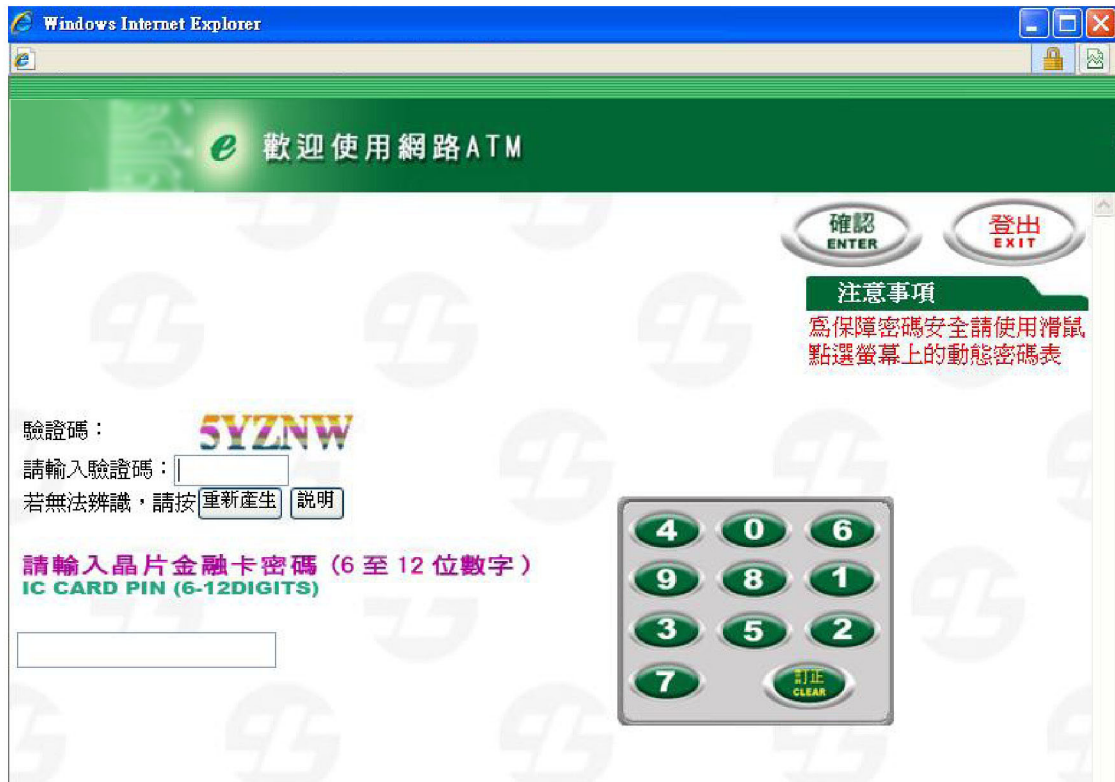 Windows Internet Explorer
e 歡迎使用網路ATM
確認
ENTER
登出
EXIT
注意事項
為保障密碼安全請使用滑鼠
點選螢幕上的動態密碼表
驗證碼：
5YZNW
請輸入驗證碼：
若無法辨識，請按 重新產生 說明
請輸入晶片金融卡密碼（6 至 12 位數字）
IC CARD PIN (6-12DIGITS)
4 0 6
9 8 1
3 5 2
7 訂正
CLEAR